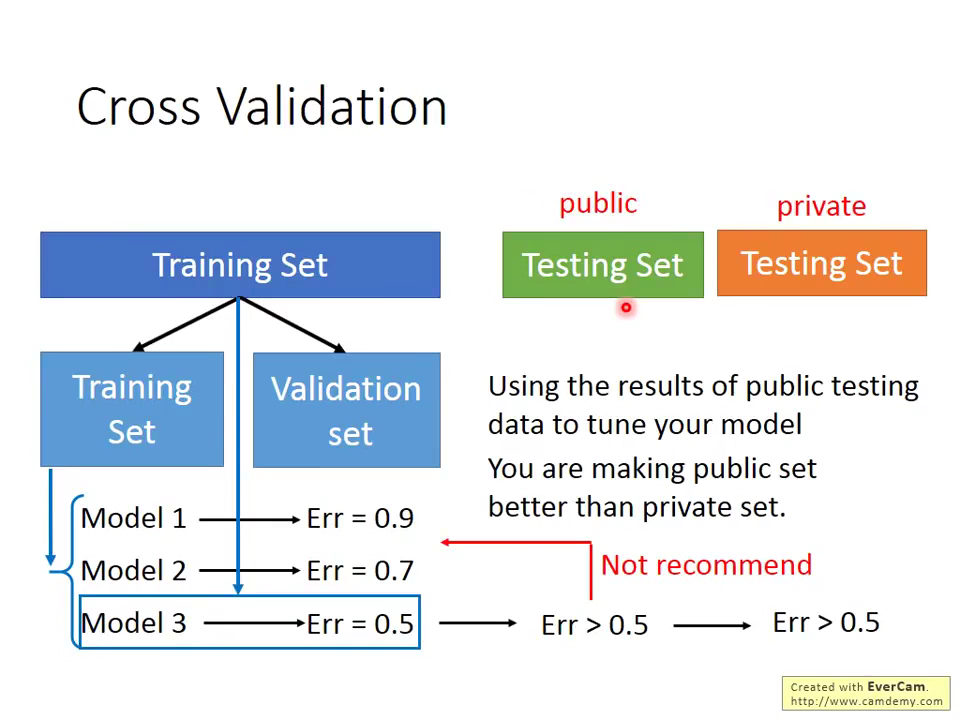 Cross Validation
public
private
Training Set
Testing Set
Testing Set
Training
Set
Validation
set
Using the results of public testing
data to tune your model
You are making public set
better than private set.
Model 1
Err = 0.9
Model 2
Err = 0.7
Not recommend
Model 3
Err = 0.5
Err > 0.5
Err > 0.5
Created with EverCam.
http://www.camdemy.com